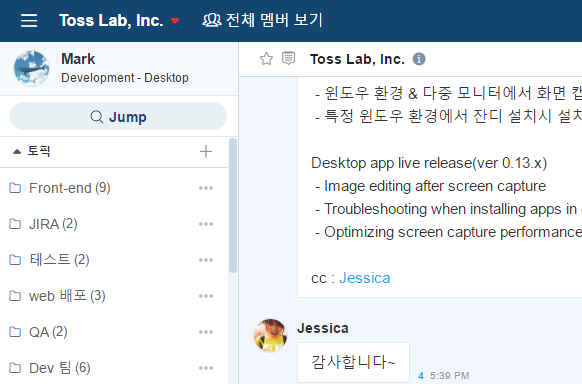 Toss Lab, Inc. 전체 멤버 보기
Mark
Development - Desktop
Jump
토픽
Front-end (9)
JIRA (2)
테스트 (2)
web 배포 (3)
QA (2)
Dev 팀 (6)
Toss Lab, Inc.
- 윈도우 환경 & 다중 모니터에서 화면 캡
- 특정 윈도우 환경에서 잔디 설치시 설치
Desktop app live release(ver 0.13.x)
- Image editing after screen capture
- Troubleshooting when installing apps in
- Optimizing screen capture performance
cc : Jessica
Jessica
감사합니다~
4 5:39 PM